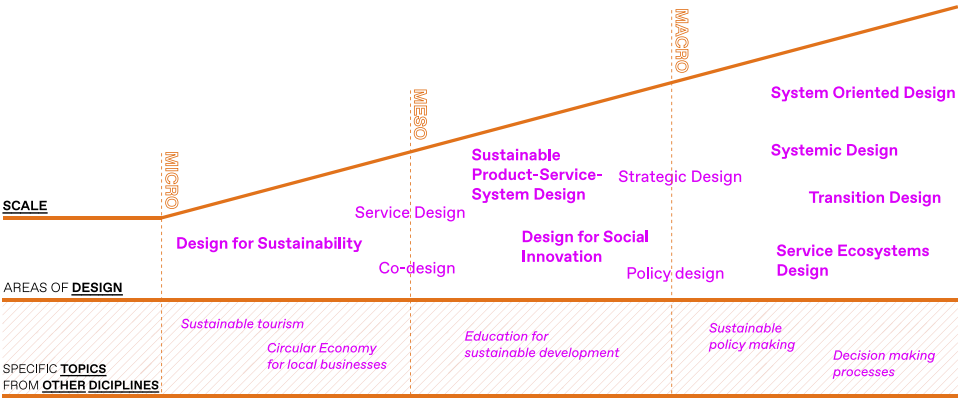 MICRO
MESO
MACRO
SCALE
System Oriented Design
Systemic Design
Transition Design
Service Ecosystems
Design
Sustainable
Product-Service-
System Design
Strategic Design
Service Design
Design for Sustainability
Design for Social
Innovation
Co-design
Policy design
AREAS OF DESIGN
Sustainable tourism
Circular Economy
for local businesses
Education for
sustainable development
Sustainable
policy making
Decision making
processes
SPECIFIC TOPICS
FROM OTHER DICIPLINES